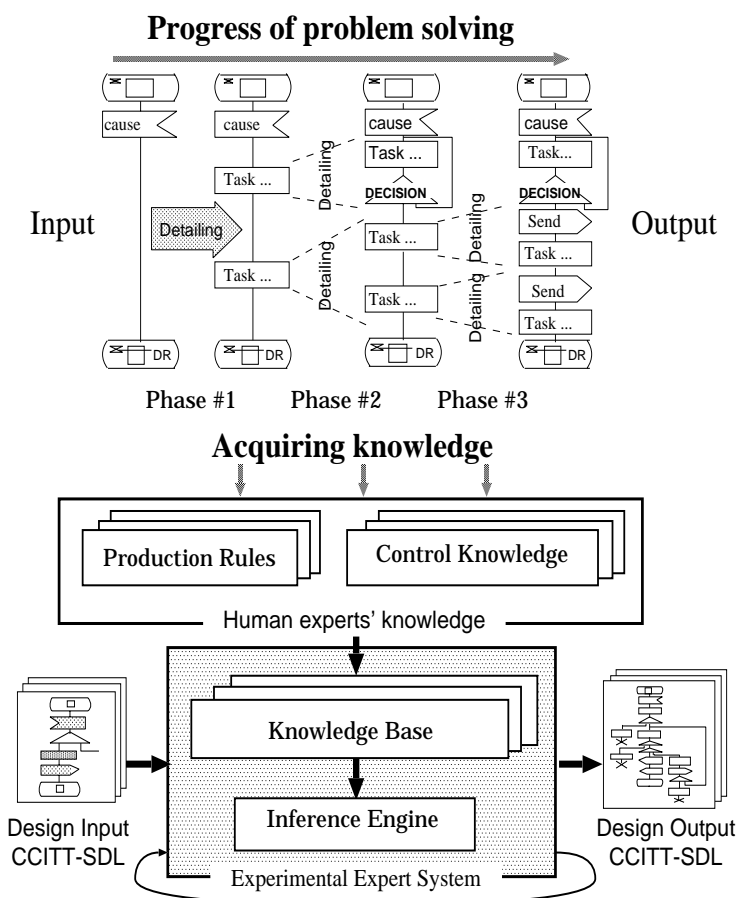 Progress of problem solving
cause
cause
cause
cause
Task ...
Task...
Task ...
DECISION
DECISION
Detailing
Input
Detailing
Send
Output
Task ...
Detailing
Task ...
Task ...
Detailing
Task ...
Detailing
Send
Task ...
DR
DR
DR
DR
Phase #1
Phase #2
Phase #3
Acquiring knowledge
Production Rules
Control Knowledge
Human experts' knowledge
Knowledge Base
Inference Engine
Design Input
CCITT-SDL
Design Output
CCITT-SDL
Experimental Expert System